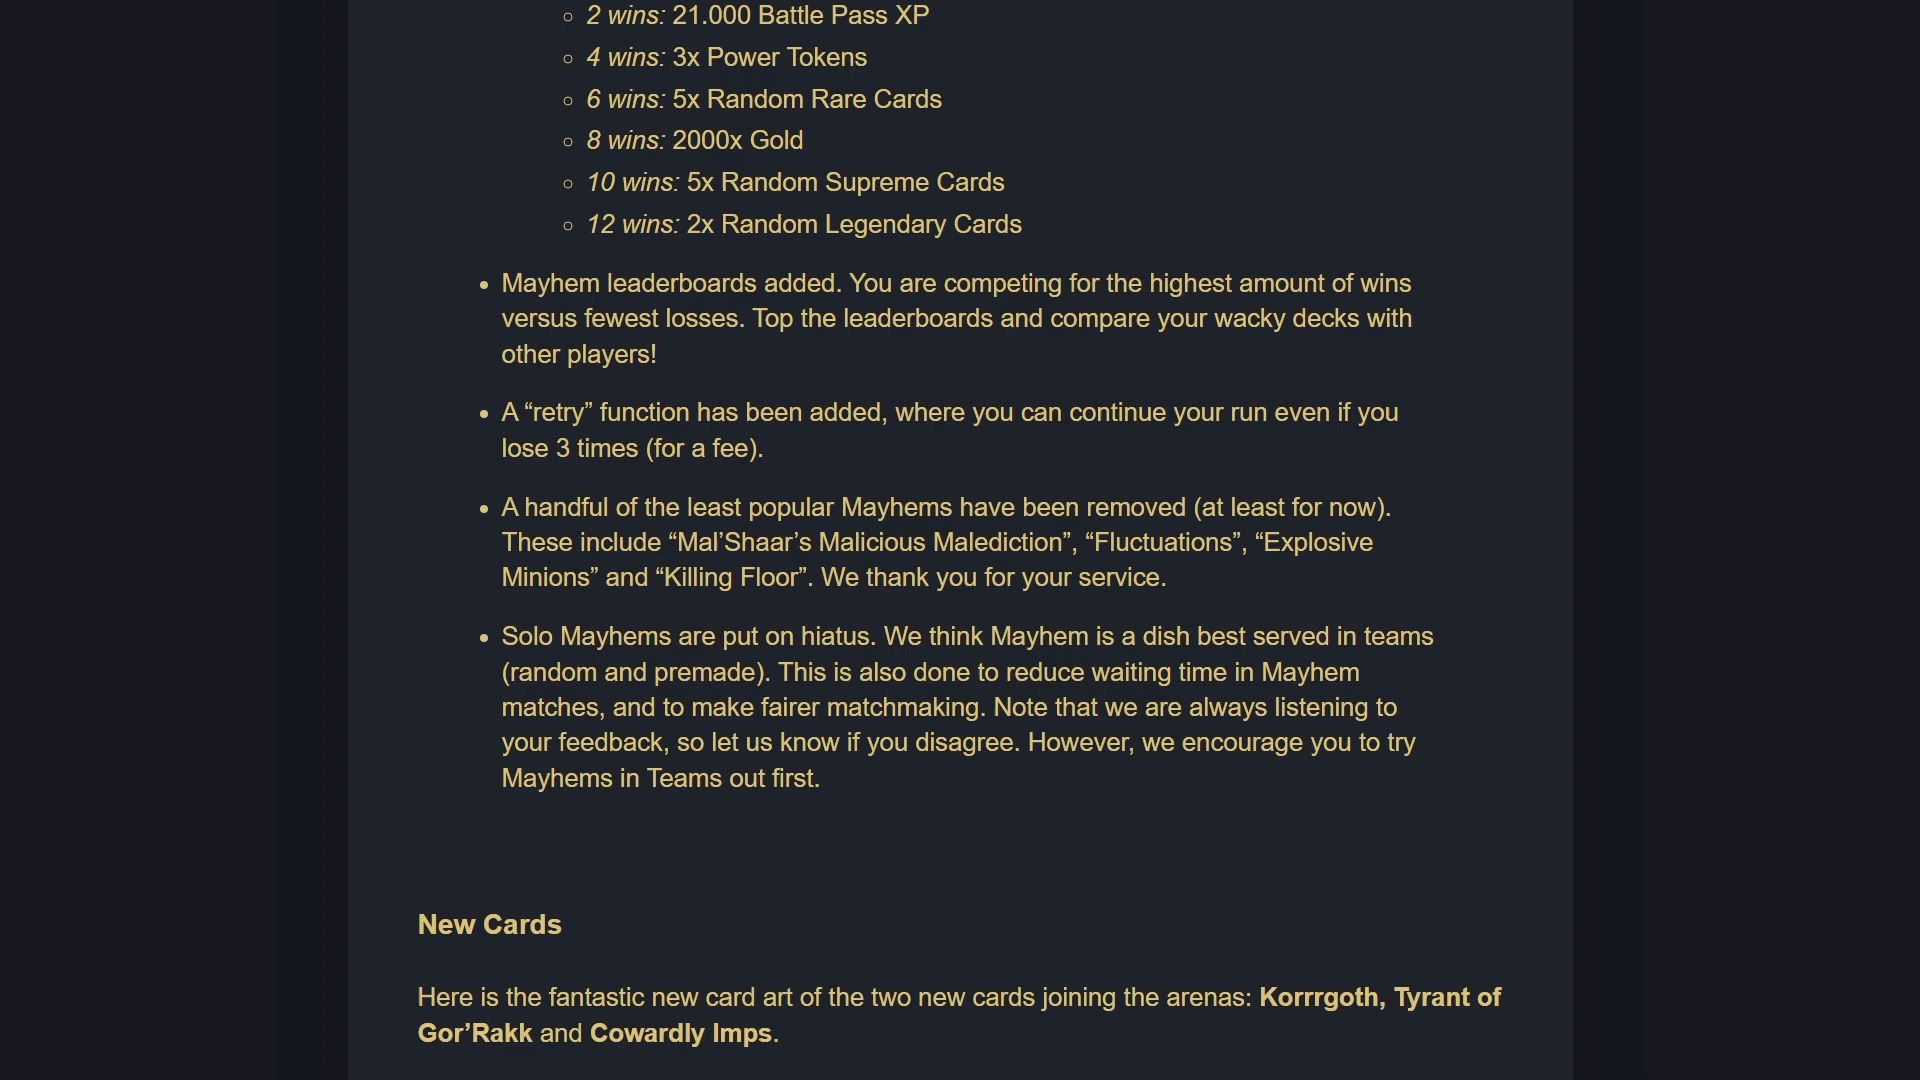 2 wins: 21.000 Battle Pass XP
4 wins: 3x Power Tokens
6 wins: 5x Random Rare Cards
8 wins: 2000x Gold
10 wins: 5x Random Supreme Cards
12 wins: 2x Random Legendary Cards
Mayhem leaderboards added. You are competing for the highest amount of wins
versus fewest losses. Top the leaderboards and compare your wacky decks with
other players!
A “retry” function has been added, where you can continue your run even if you
lose 3 times (for a fee).
A handful of the least popular Mayhems have been removed (at least for now).
These include “Mal’Shaar’s Malicious Malediction”, “Fluctuations”, “Explosive
Minions” and “Killing Floor”. We thank you for your service.
Solo Mayhems are put on hiatus. We think Mayhem is a dish best served in teams
(random and premade). This is also done to reduce waiting time in Mayhem
matches, and to make fairer matchmaking. Note that we are always listening to
your feedback, so let us know if you disagree. However, we encourage you to try
Mayhems in Teams out first.
New Cards
Here is the fantastic new card art of the two new cards joining the arenas: Korrrgoth, Tyrant of
Gor’Rakk and Cowardly Imps.